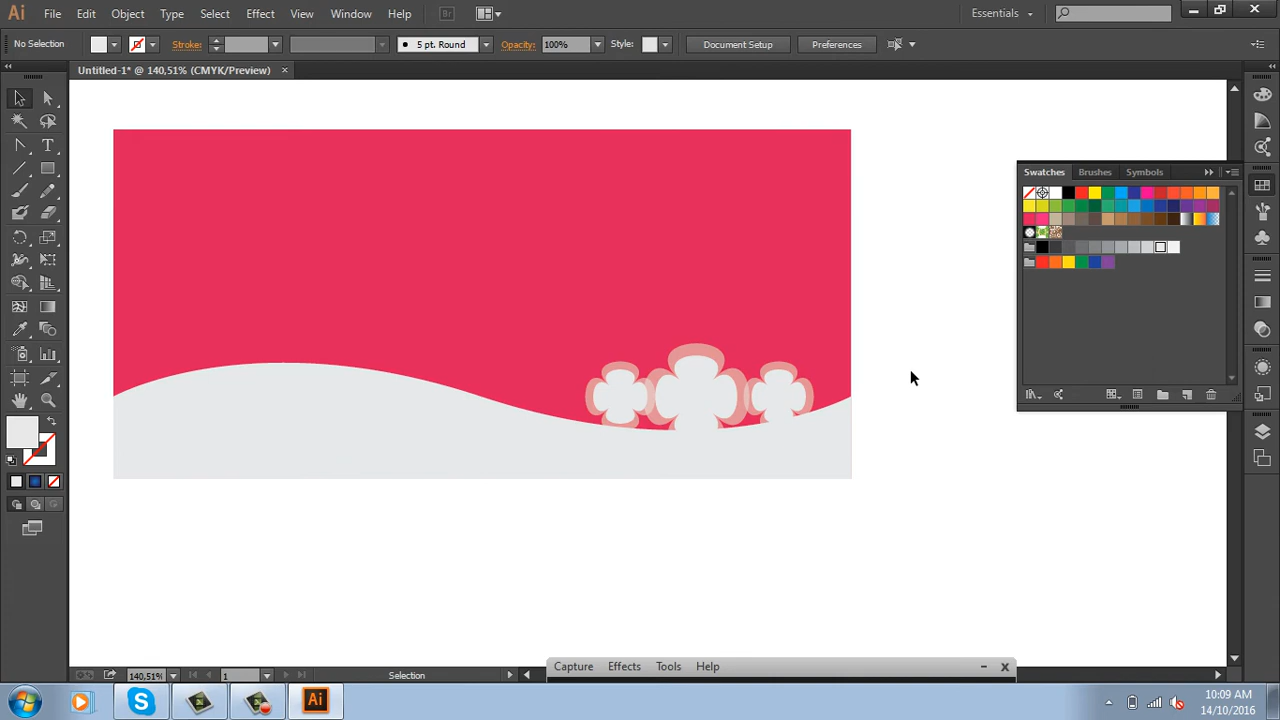 Ai File Edit Object Type Select Effect View Window Help Br Essentials
No Selection Stroke: 5 pt. Round Opacity: 100% Style: Document Setup Preferences
Untitled-1* @ 140,51% (CMYK/Preview)
Swatches Brushes Symbols
140,51% 1 Selection
Capture Effects Tools Help
Ai
10:09 AM
14/10/2016